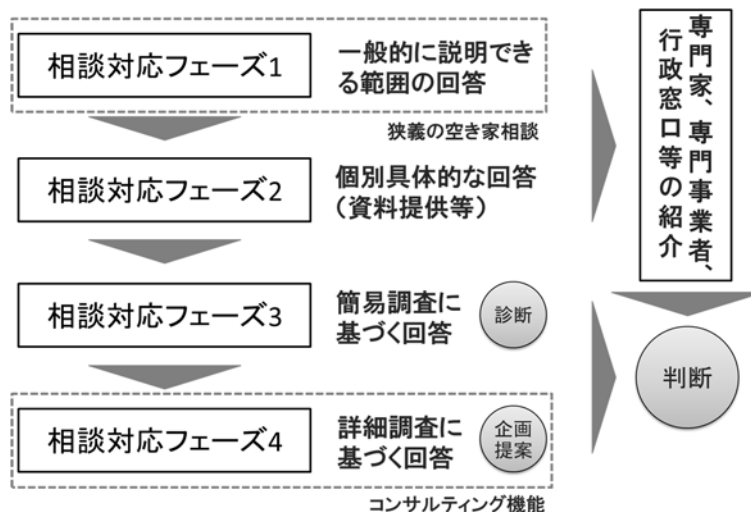 相談対応フェーズ1
一般的に説明でき
る範囲の回答
狭義の空き家相談
相談対応フェーズ2
個別具体的な回答
（資料提供等）
相談対応フェーズ3
簡易調査に
基づく回答
診断
相談対応フェーズ4
詳細調査に
基づく回答
企画
提案
コンサルティング機能
専門家、専門事業者、
行政窓口等の紹介
判断